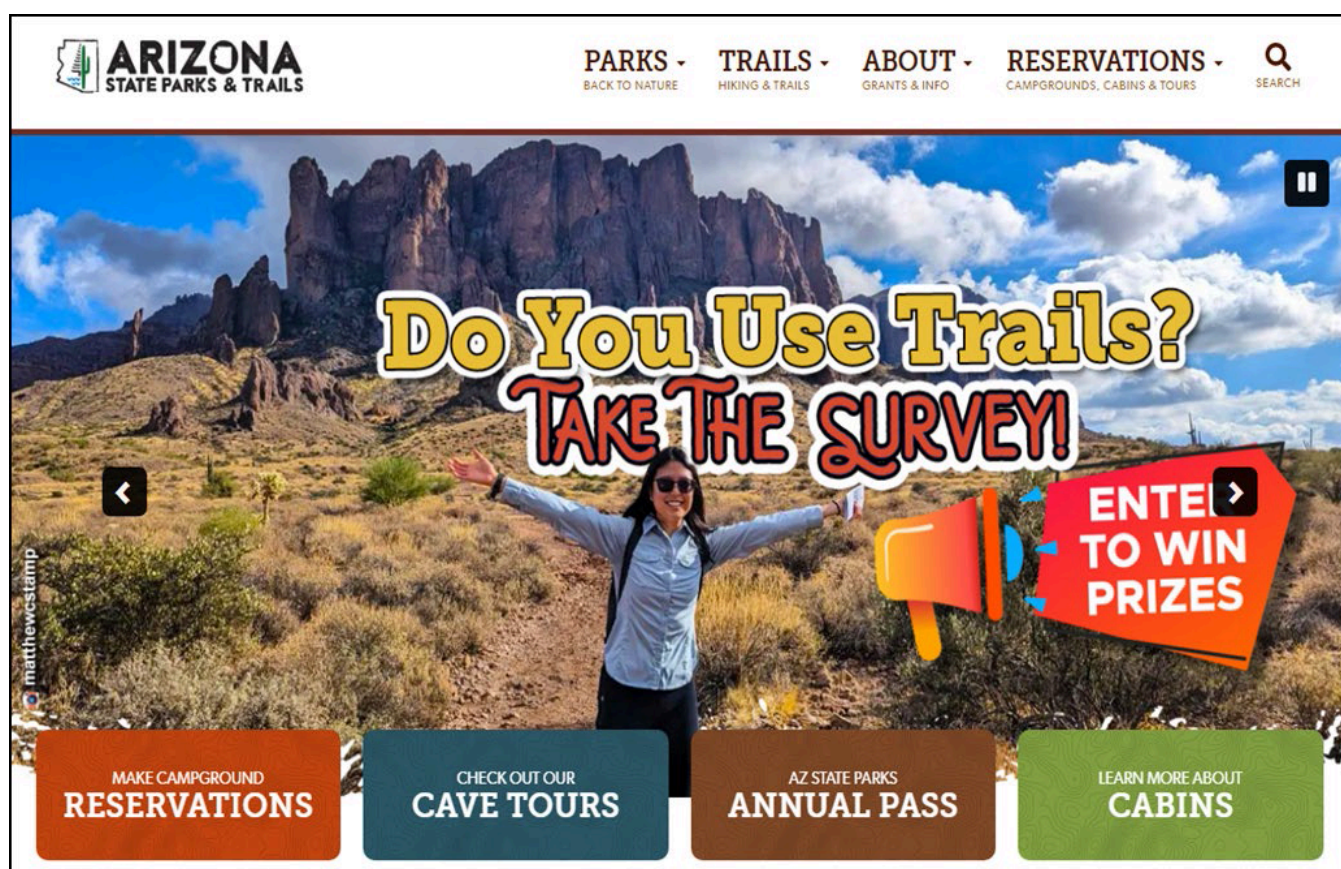 ARIZONA
STATE PARKS & TRAILS
PARKS
BACK TO NATURE
TRAILS
HIKING & TRAILS
ABOUT
GRANTS & INFO
RESERVATIONS
CAMPGROUNDS, CABINS & TOURS
SEARCH
Do You Use Trails?
TAKE THE SURVEY!
TO WIN
PRIZES
matthewcstamp
MAKE CAMPGROUND
RESERVATIONS
CHECK OUT OUR
CAVE TOURS
AZ STATE PARKS
ANNUAL PASS
LEARN MORE ABOUT
CABINS